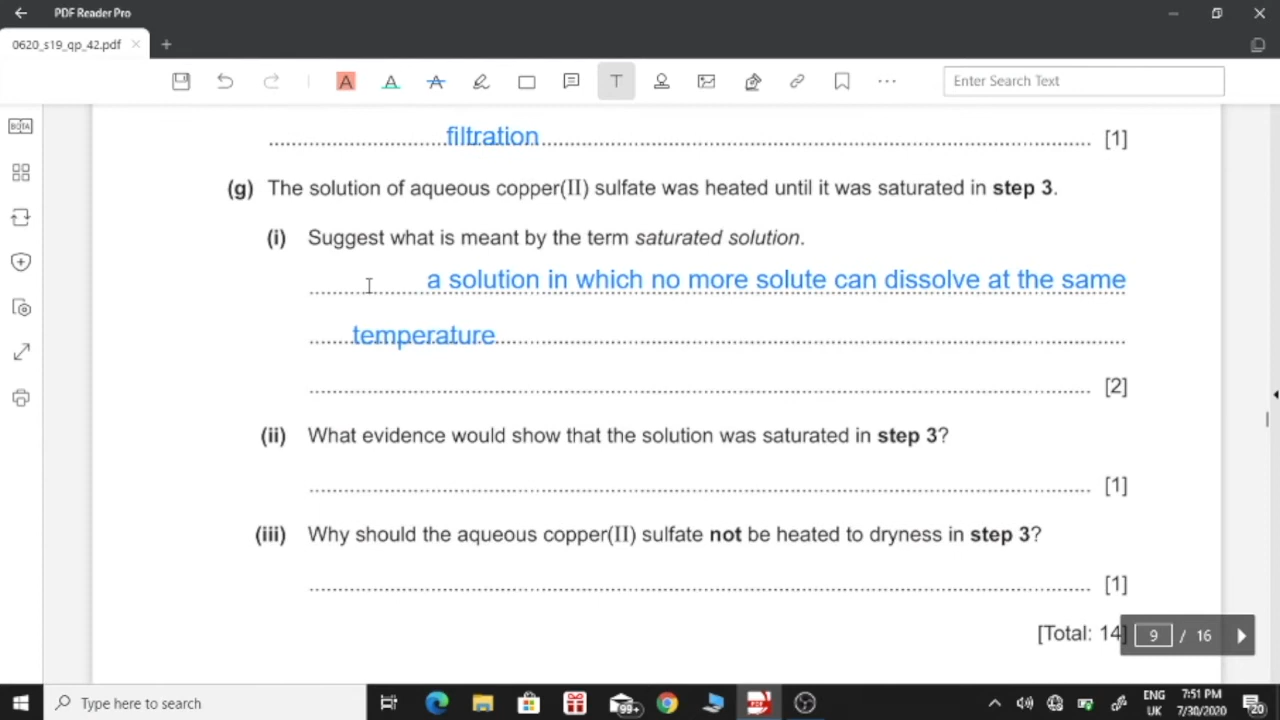 PDF Reader Pro
0620_s19_qp_42.pdf
Enter Search Text
BOTA
filtration [1]
(g) The solution of aqueous copper(II) sulfate was heated until it was saturated in step 3.
(i) Suggest what is meant by the term saturated solution.
a solution in which no more solute can dissolve at the same
temperature
[2]
(ii) What evidence would show that the solution was saturated in step 3?
[1]
(iii) Why should the aqueous copper(II) sulfate not be heated to dryness in step 3?
[1]
[Total: 14]
9 / 16
Type here to search
99+
ENG
UK
7:51 PM
7/30/2020
20